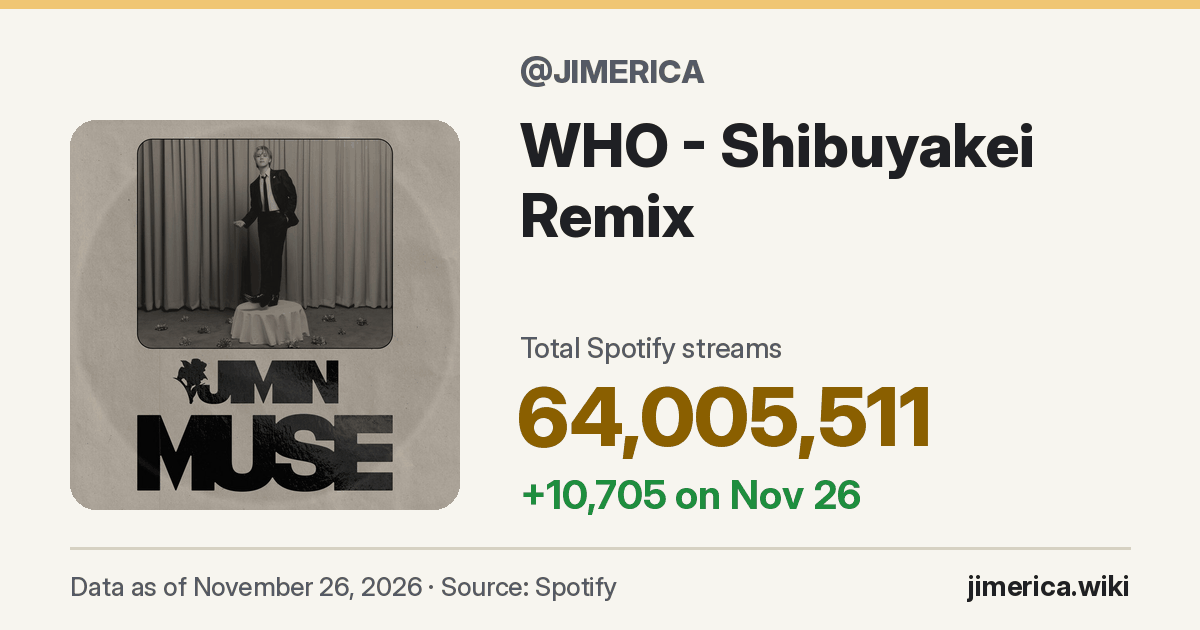 @JIMERICA
WHO - Shibuyakei
Remix
JMN
MUSE
Total Spotify streams
64,005,511
+10,705 on Nov 26
Data as of November 26, 2026 · Source: Spotify
jimerica.wiki